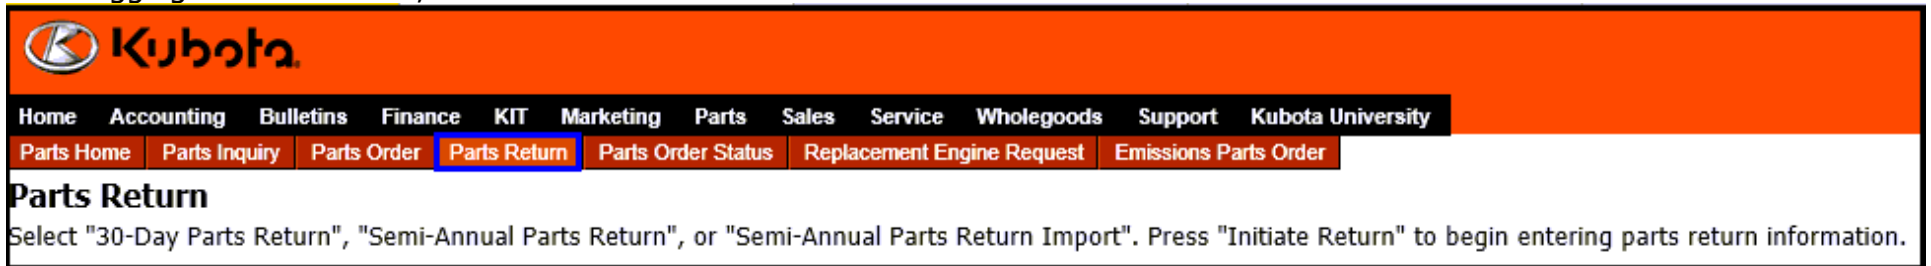 Kubota.
Home Accounting Bulletins Finance KIT Marketing Parts Sales Service Wholegoods Support Kubota University
Parts Home Parts Inquiry Parts Order Parts Return Parts Order Status Replacement Engine Request Emissions Parts Order
Parts Return
Select "30-Day Parts Return", "Semi-Annual Parts Return", or "Semi-Annual Parts Return Import". Press "Initiate Return" to begin entering parts return information.